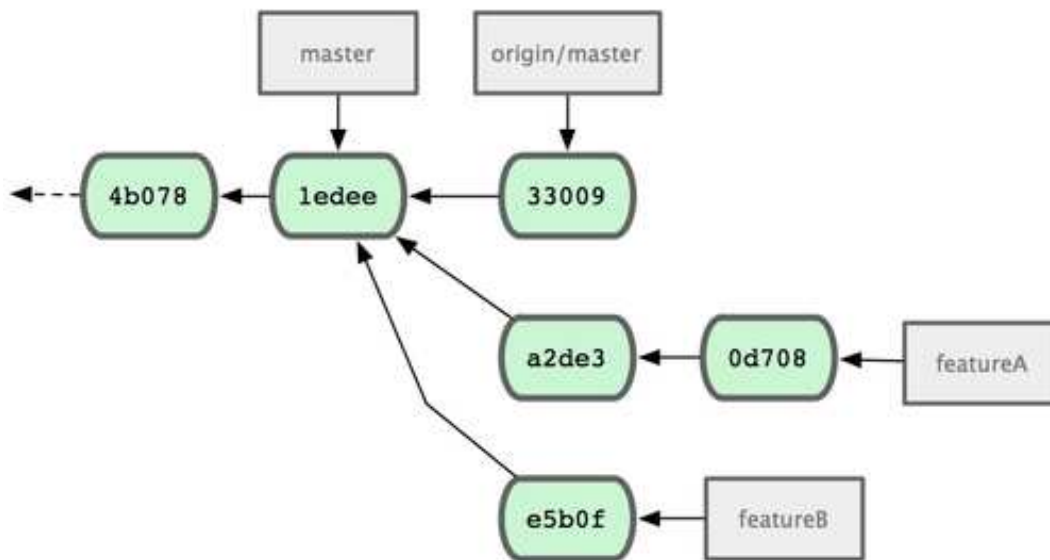 master
origin/master
4b078
1edee
33009
a2de3
0d708
featureA
e5b0f
featureB